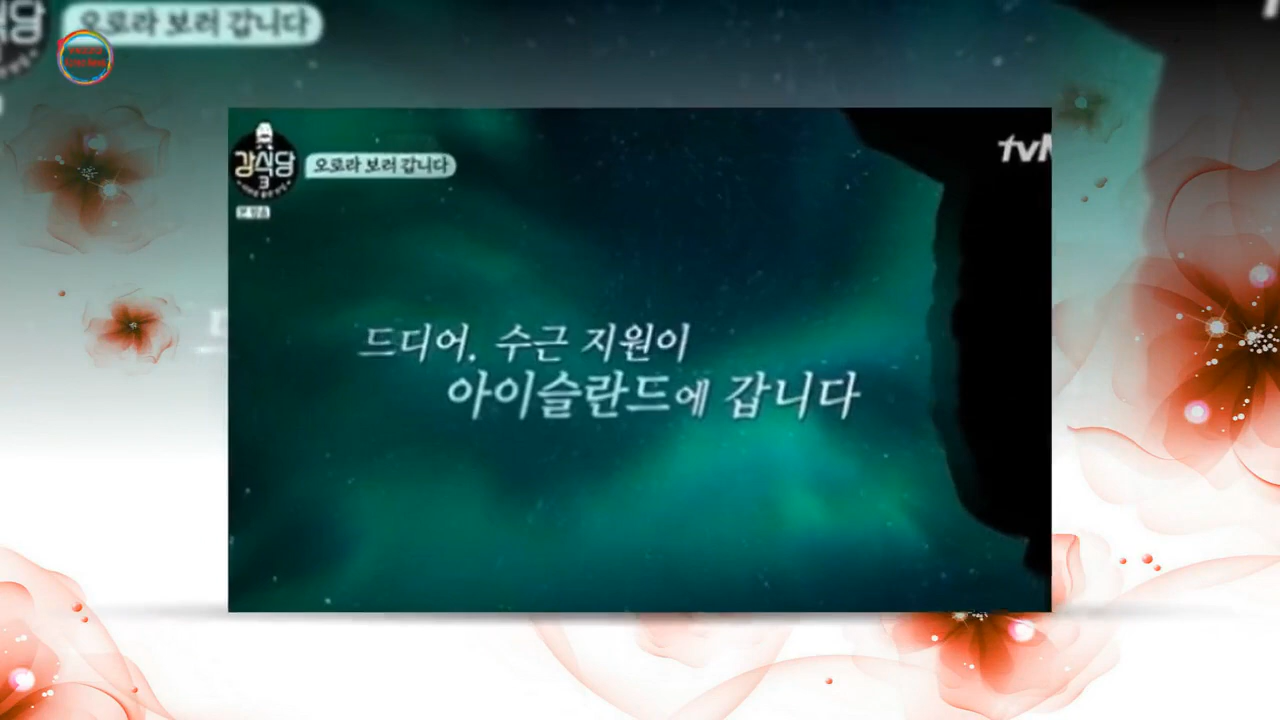 오로라 보러 갑니다
강식당
3
오로라 보러 갑니다
tvN
드디어. 수근 지원이
아이슬란드에 갑니다